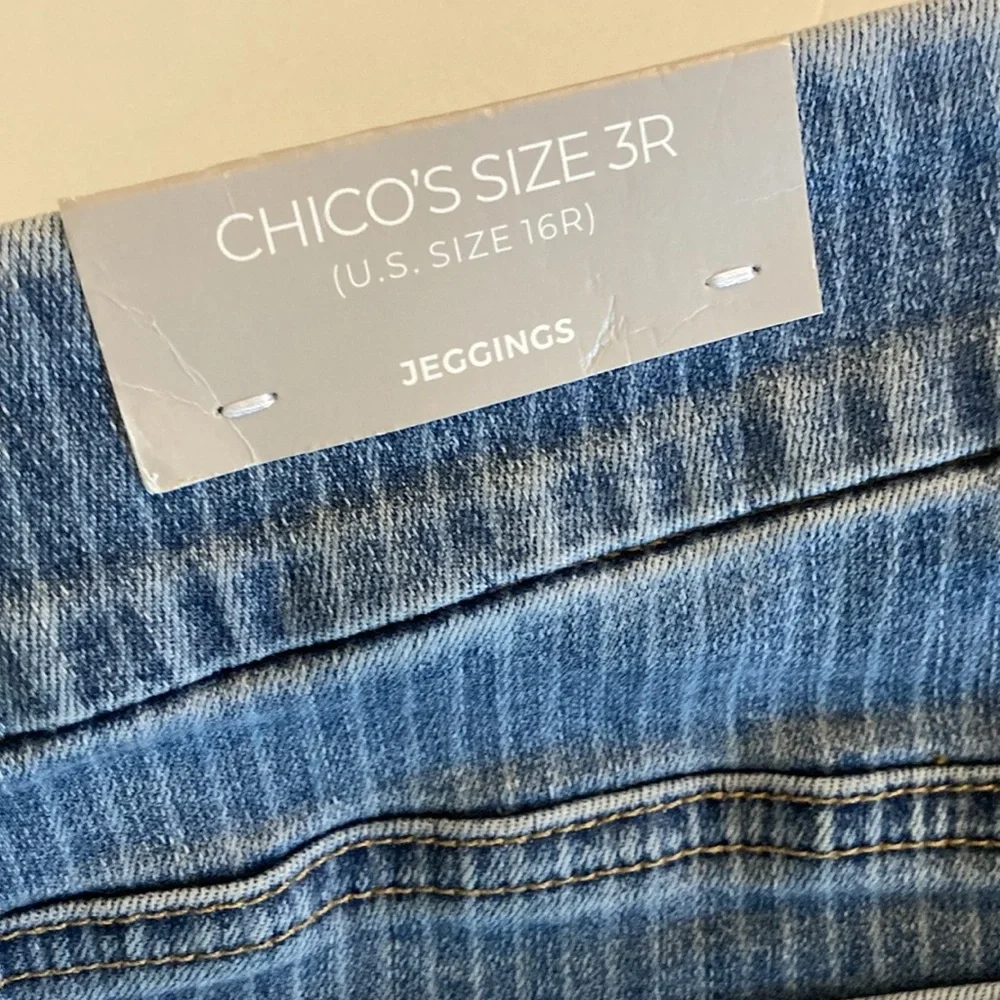 CHICO'S SIZE 3R
(U.S. SIZE 16R)
JEGGINGS